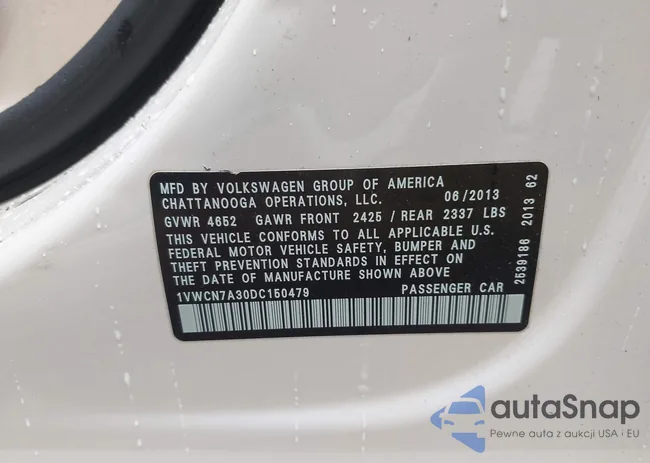 MFD BY VOLKSWAGEN GROUP OF AMERICA
CHATTANOOGA OPERATIONS, LLC. 06/2013
GVWR 4652 GAWR FRONT 2425 / REAR 2337 LBS
THIS VEHICLE CONFORMS TO ALL APPLICABLE U.S.
FEDERAL MOTOR VEHICLE SAFETY, BUMPER AND
THEFT PREVENTION STANDARDS IN EFFECT ON
THE DATE OF MANUFACTURE SHOWN ABOVE
1VWCN7A30DC150479 PASSENGER CAR
2539186 2013 62
autaSnap
Pewne auta z aukcji USA i EU